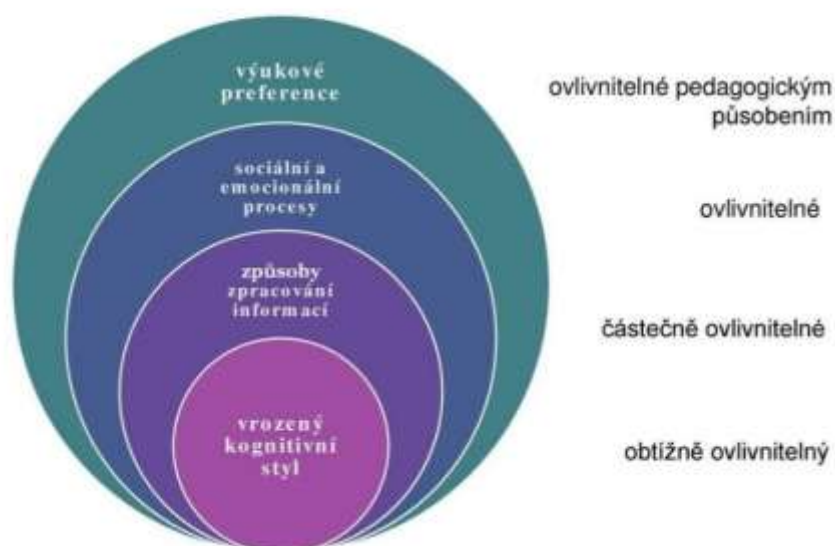 výukové
preference
ovlivnitelné pedagogickým
působením
sociální a
emocionální
procesy
ovlivnitelné
způsoby
zpracování
informací
částečně ovlivnitelné
vrozený
kognitivní
styl
obtížně ovlivnitelný